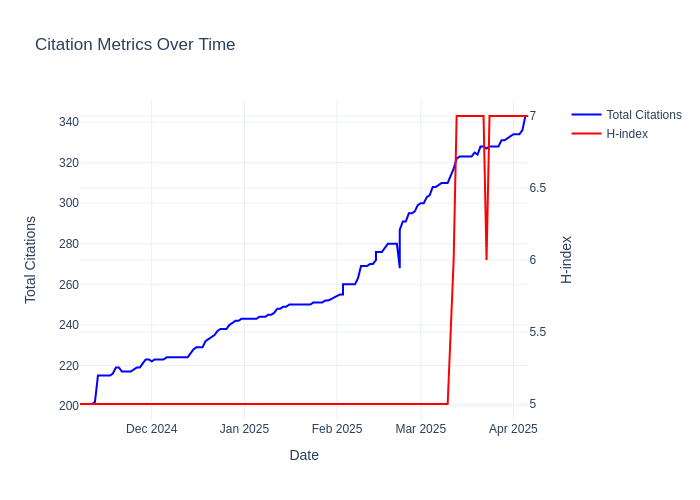 Citation Metrics Over Time
Total Citations
H-index
340
320
300
280
260
240
220
200
7
6.5
6
5.5
5
Total Citations
H-index
Dec 2024
Jan 2025
Feb 2025
Mar 2025
Apr 2025
Date